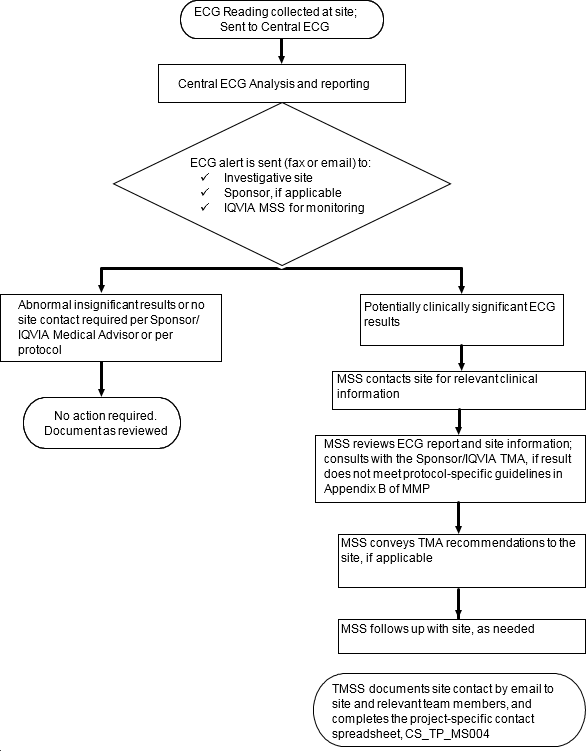 ECG Reading collected at site;
Sent to Central ECG
Central ECG Analysis and reporting
ECG alert is sent (fax or email) to:
✓ Investigative site
✓ Sponsor, if applicable
✓ IQVIA MSS for monitoring
Abnormal insignificant results or no
site contact required per Sponsor/
IQVIA Medical Advisor or per
protocol
No action required.
Document as reviewed
Potentially clinically significant ECG
results
MSS contacts site for relevant clinical
information
MSS reviews ECG report and site information;
consults with the Sponsor/IQVIA TMA, if result
does not meet protocol-specific guidelines in
Appendix B of MMP
MSS conveys TMA recommendations to the
site, if applicable
MSS follows up with site, as needed
TMSS documents site contact by email to
site and relevant team members, and
completes the project-specific contact
spreadsheet, CS_TP_MS004